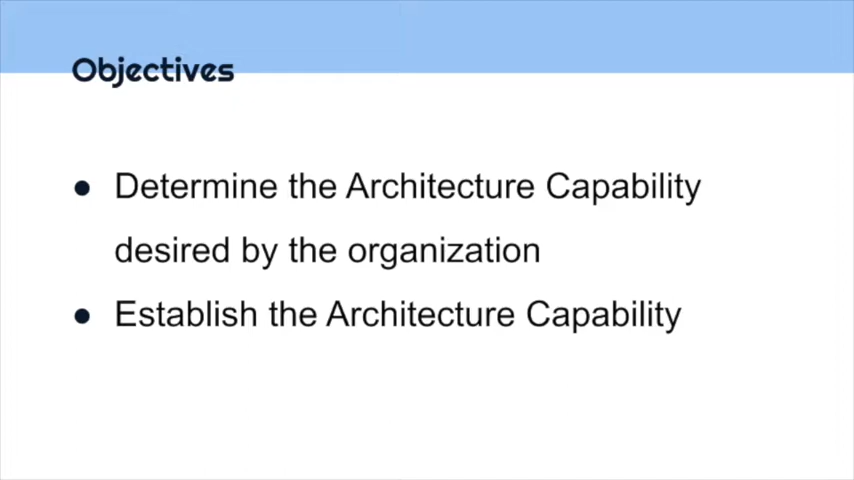 Objectives
● Determine the Architecture Capability
desired by the organization
● Establish the Architecture Capability